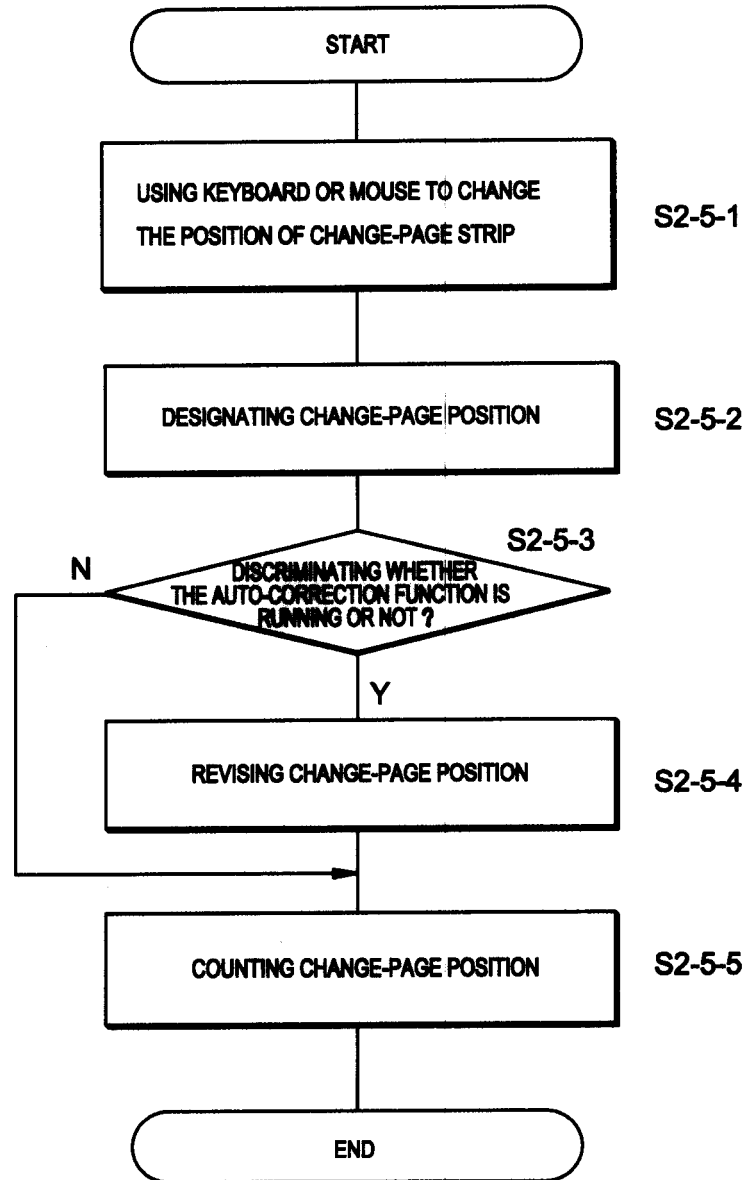 START
USING KEYBOARD OR MOUSE TO CHANGE
THE POSITION OF CHANGE-PAGE STRIP
S2-5-1
DESIGNATING CHANGE-PAGE POSITION
S2-5-2
S2-5-3
N
DISCRIMINATING WHETHER
THE AUTO-CORRECTION FUNCTION IS
RUNNING OR NOT ?
Y
REVISING CHANGE-PAGE POSITION
S2-5-4
COUNTING CHANGE-PAGE POSITION
S2-5-5
END